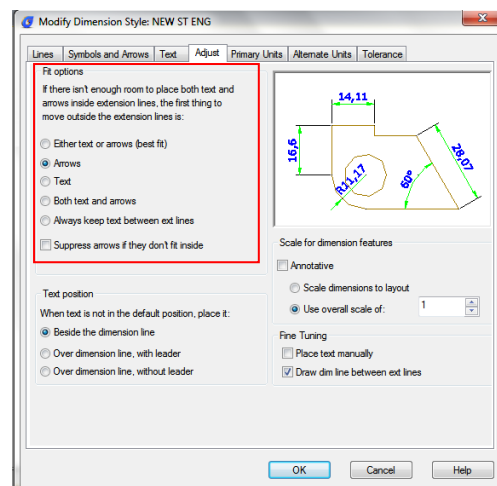 Modify Dimension Style: NEW ST ENG
Lines Symbols and Arrows Text Adjust Primary Units Alternate Units Tolerance
Fit options
If there isn't enough room to place both text and
arrows inside extension lines, the first thing to
move outside the extension lines is:
Either text or arrows (best fit)
Arrows
Text
Both text and arrows
Always keep text between ext lines
Suppress arrows if they don't fit inside
Text position
When text is not in the default position, place it:
Beside the dimension line
Over dimension line, with leader
Over dimension line, without leader
14,11
16,6
R11,17
60°
28,07
Scale for dimension features
Annotative
Scale dimensions to layout
Use overall scale of: 1
Fine Tuning
Place text manually
Draw dim line between ext lines
OK Cancel Help